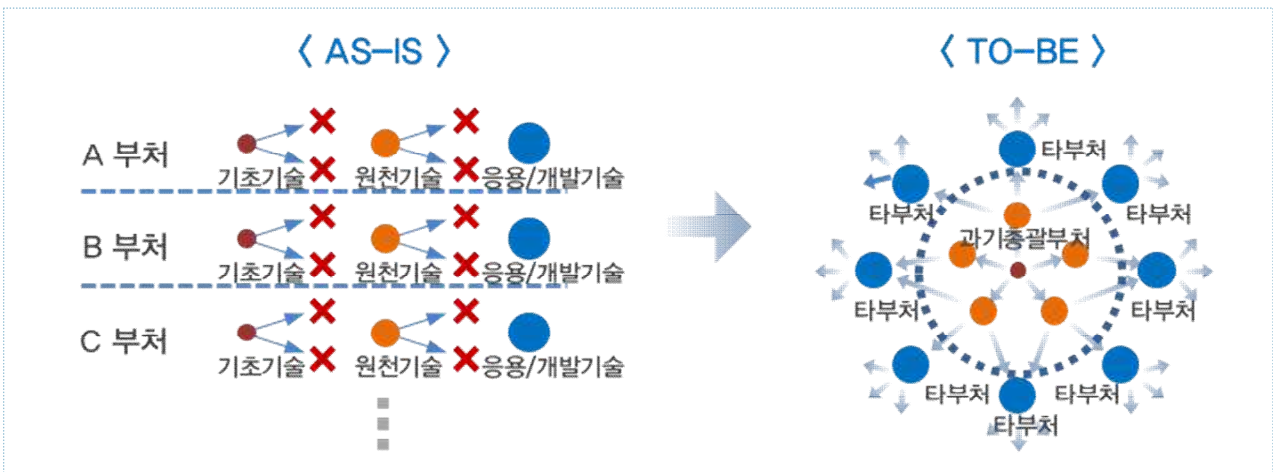 〈 AS-IS 〉
A 부처
기초기술 원천기술 응용/개발기술
B 부처
기초기술 원천기술 응용/개발기술
C 부처
기초기술 원천기술 응용/개발기술
〈 TO-BE 〉
타부처
타부처 타부처
과기총괄부처
타부처 타부처
타부처 타부처
타부처